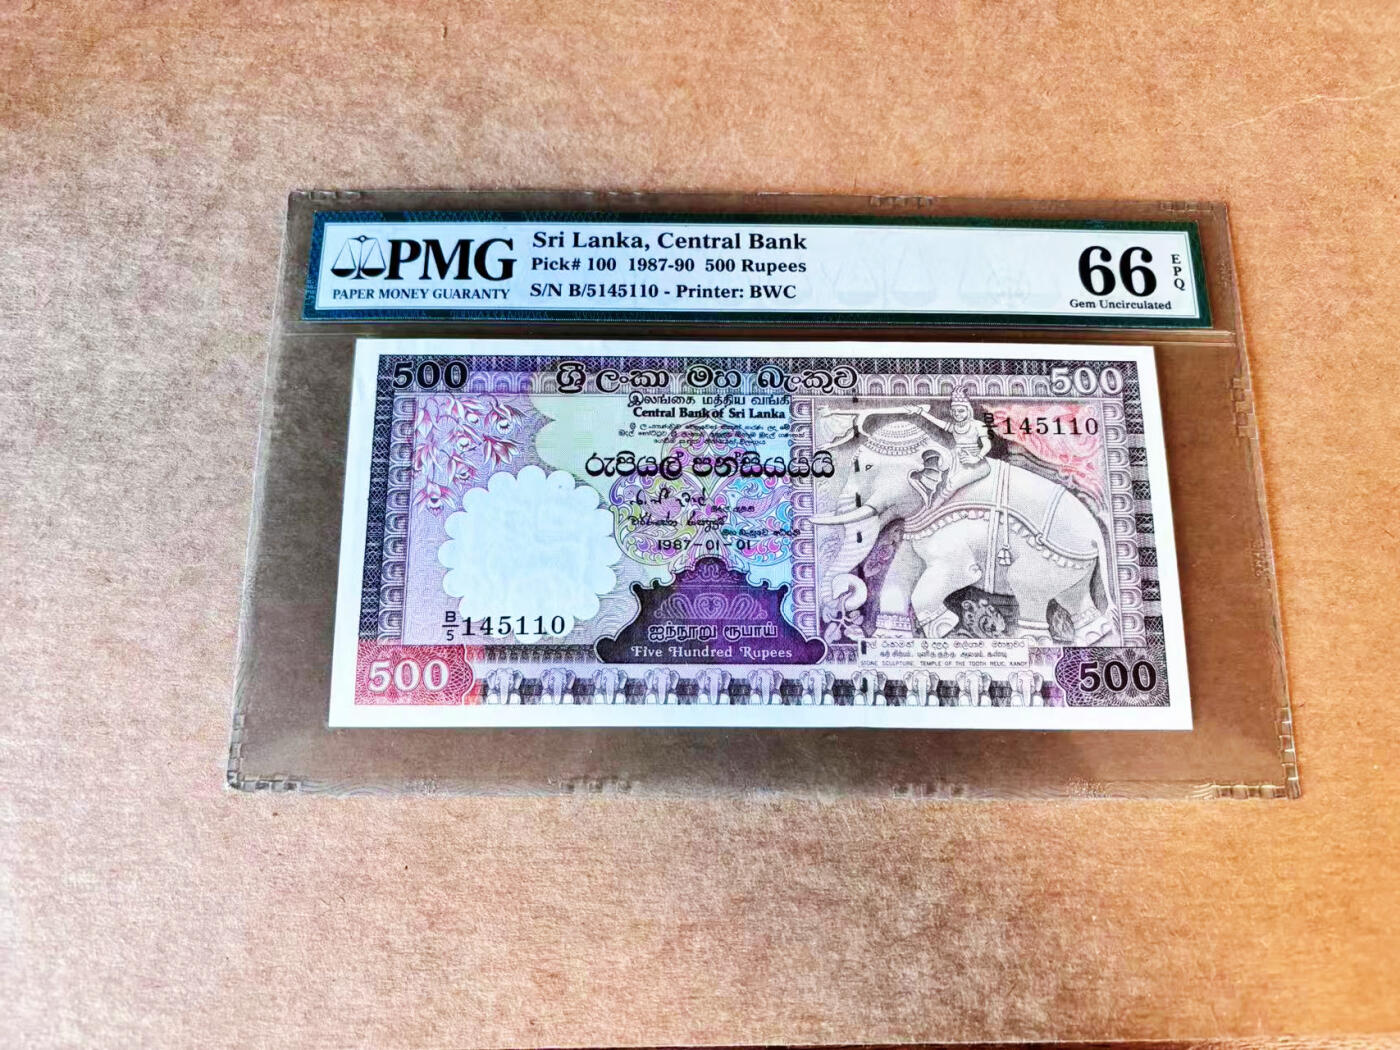 PMG
PAPER MONEY GUARANTY
Sri Lanka, Central Bank
Pick# 100 1987-90 500 Rupees
S/N B/5145110 - Printer: BWC
66
EPQ
Gem Uncirculated
500
ශ්‍රී ලංකා මහ බැංකුව
500
இலங்கை மத்திய வங்கி
Central Bank of Sri Lanka
B/5 145110
රුපියල් පන්සියයයි
1987-01-01
B/5 145110
ஐந்நூறு ரூபாய்
Five Hundred Rupees
STONE SCULPTURE, TEMPLE OF THE TOOTH RELIC, KANDY
500
500